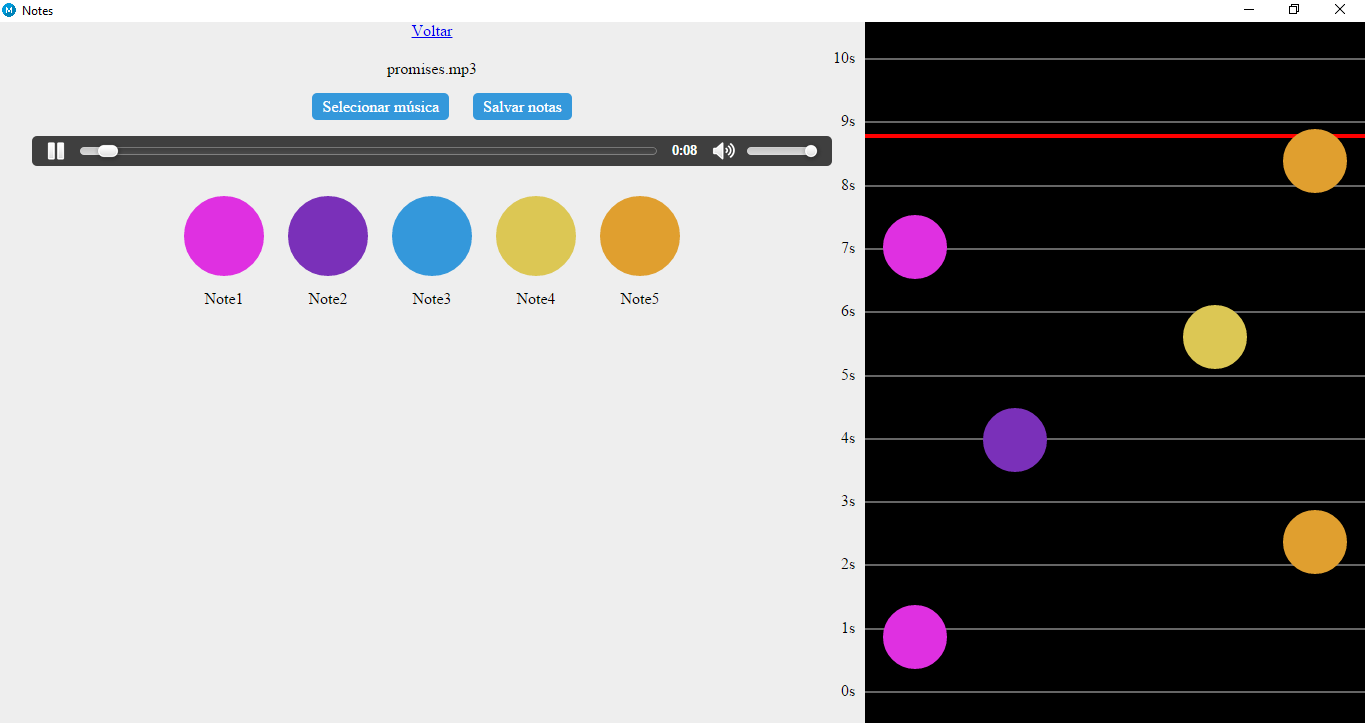 Notes
Voltar
promises.mp3
Selecionar música Salvar notas
0:08
Note1 Note2 Note3 Note4 Note5
10s
9s
8s
7s
6s
5s
4s
3s
2s
1s
0s